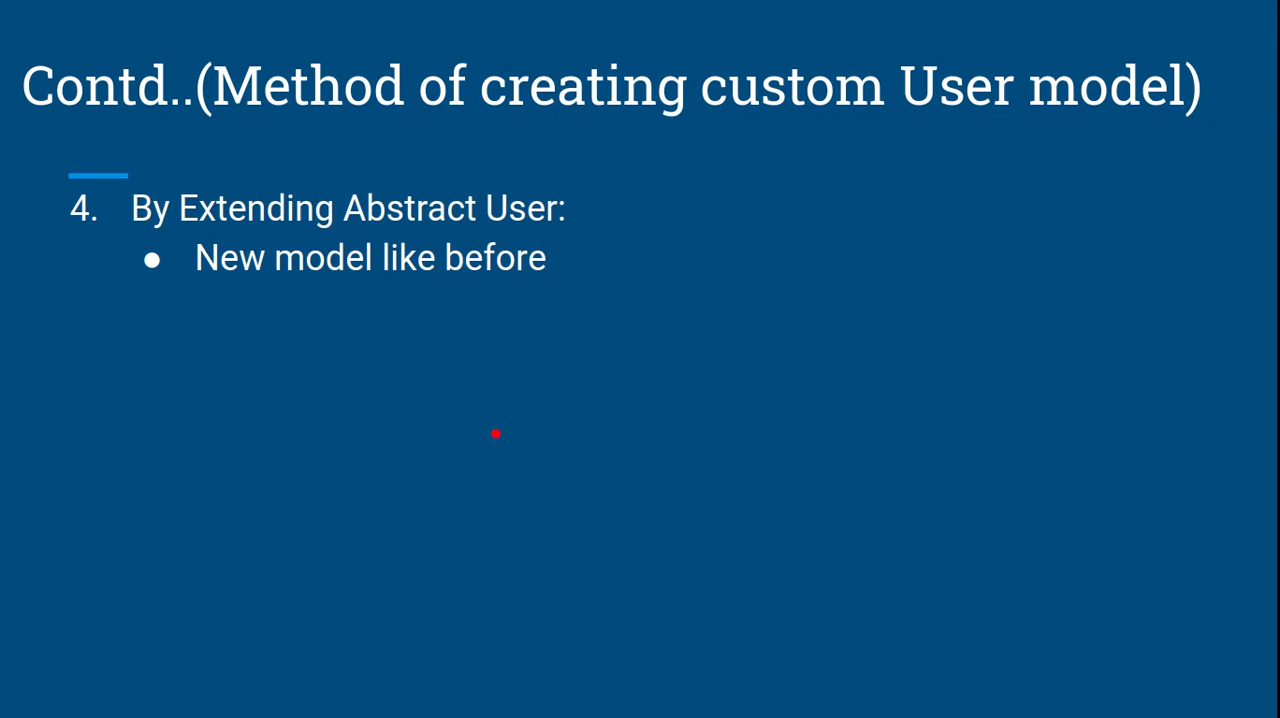 Contd..(Method of creating custom User model)
4. By Extending Abstract User:
● New model like before